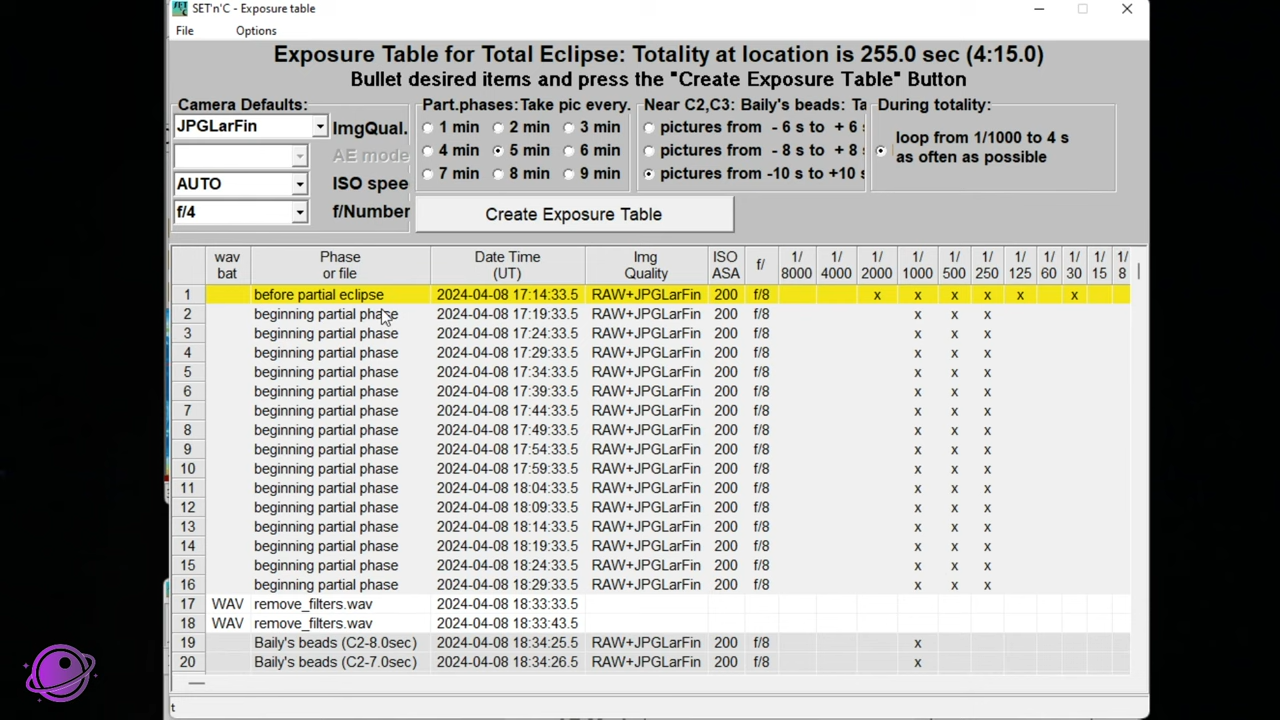 SET'n'C - Exposure table
File Options
Exposure Table for Total Eclipse: Totality at location is 255.0 sec (4:15.0)
Bullet desired items and press the "Create Exposure Table" Button
Camera Defaults:
JPGLarFin ImgQual.
AE mode
AUTO ISO spee
f/4 f/Number
Part.phases:Take pic every.
1 min 2 min 3 min
4 min 5 min 6 min
7 min 8 min 9 min
Near C2,C3: Baily's beads: Ta
pictures from - 6 s to + 6 s
pictures from - 8 s to + 8 s
pictures from -10 s to +10 s
During totality:
loop from 1/1000 to 4 s
as often as possible
Create Exposure Table
wav bat Phase or file Date Time (UT) Img Quality ISO ASA f/ 1/8000 1/4000 1/2000 1/1000 1/500 1/250 1/125 1/60 1/30 1/15 1/8
1 before partial eclipse 2024-04-08 17:14:33.5 RAW+JPGLarFin 200 f/8 x x x x x x
2 beginning partial phase 2024-04-08 17:19:33.5 RAW+JPGLarFin 200 f/8 x x x
3 beginning partial phase 2024-04-08 17:24:33.5 RAW+JPGLarFin 200 f/8 x x x
4 beginning partial phase 2024-04-08 17:29:33.5 RAW+JPGLarFin 200 f/8 x x x
5 beginning partial phase 2024-04-08 17:34:33.5 RAW+JPGLarFin 200 f/8 x x x
6 beginning partial phase 2024-04-08 17:39:33.5 RAW+JPGLarFin 200 f/8 x x x
7 beginning partial phase 2024-04-08 17:44:33.5 RAW+JPGLarFin 200 f/8 x x x
8 beginning partial phase 2024-04-08 17:49:33.5 RAW+JPGLarFin 200 f/8 x x x
9 beginning partial phase 2024-04-08 17:54:33.5 RAW+JPGLarFin 200 f/8 x x x
10 beginning partial phase 2024-04-08 17:59:33.5 RAW+JPGLarFin 200 f/8 x x x
11 beginning partial phase 2024-04-08 18:04:33.5 RAW+JPGLarFin 200 f/8 x x x
12 beginning partial phase 2024-04-08 18:09:33.5 RAW+JPGLarFin 200 f/8 x x x
13 beginning partial phase 2024-04-08 18:14:33.5 RAW+JPGLarFin 200 f/8 x x x
14 beginning partial phase 2024-04-08 18:19:33.5 RAW+JPGLarFin 200 f/8 x x x
15 beginning partial phase 2024-04-08 18:24:33.5 RAW+JPGLarFin 200 f/8 x x x
16 beginning partial phase 2024-04-08 18:29:33.5 RAW+JPGLarFin 200 f/8 x x x
17 WAV remove_filters.wav 2024-04-08 18:33:33.5
18 WAV remove_filters.wav 2024-04-08 18:33:43.5
19 Baily's beads (C2-8.0sec) 2024-04-08 18:34:25.5 RAW+JPGLarFin 200 f/8 x
20 Baily's beads (C2-7.0sec) 2024-04-08 18:34:26.5 RAW+JPGLarFin 200 f/8 x
t